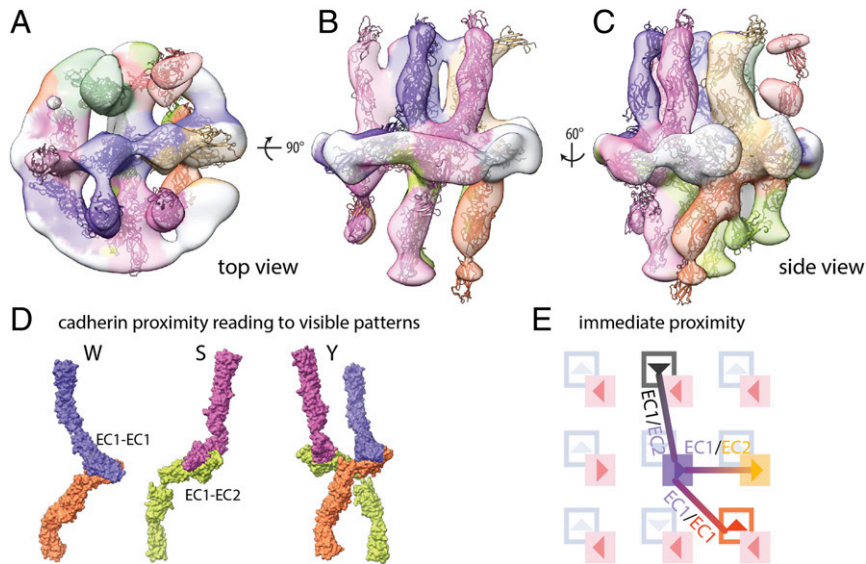 A
B
C
90°
60°
top view
side view
D cadherin proximity reading to visible patterns
E immediate proximity
W
S
Y
EC1-EC1
EC1-EC2
EC1/EC2
EC1/EC2
EC1/EC1